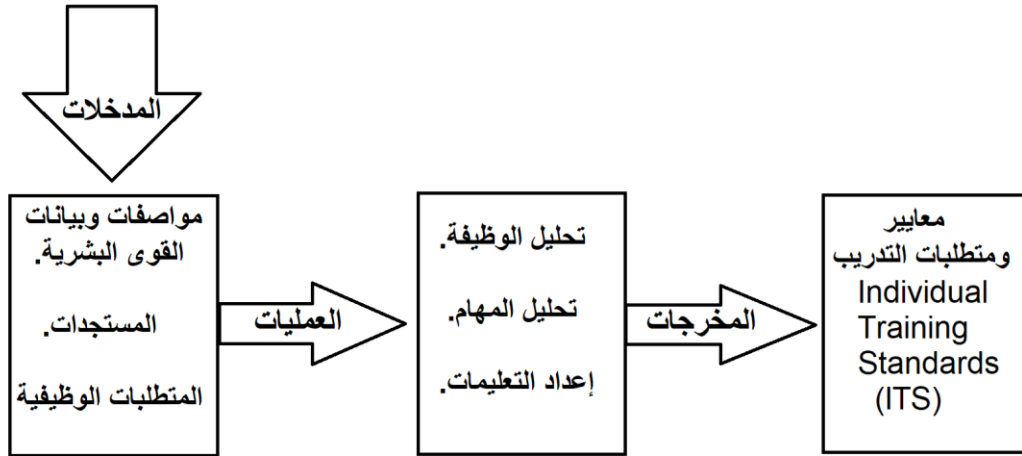 المدخلات
مواصفات وبيانات
القوى البشرية.
المستجدات.
المتطلبات الوظيفية
العمليات
تحليل الوظيفة.
تحليل المهام.
إعداد التعليمات.
المخرجات
معايير
ومتطلبات التدريب
Individual
Training
Standards
(ITS)